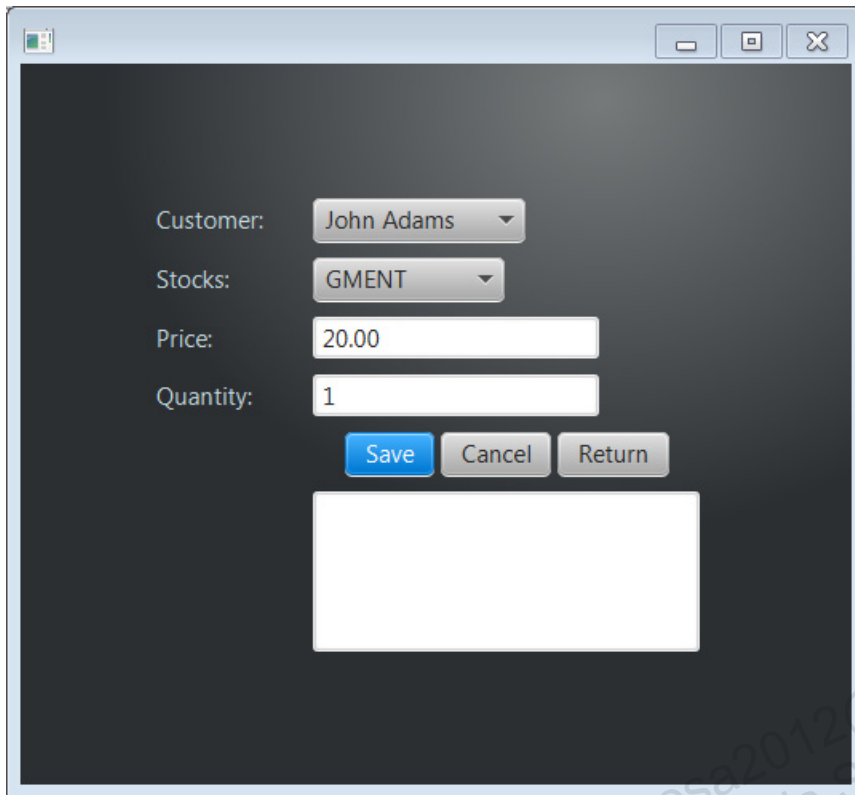 Customer: John Adams
Stocks: GMENT
Price: 20.00
Quantity: 1
Save Cancel Return